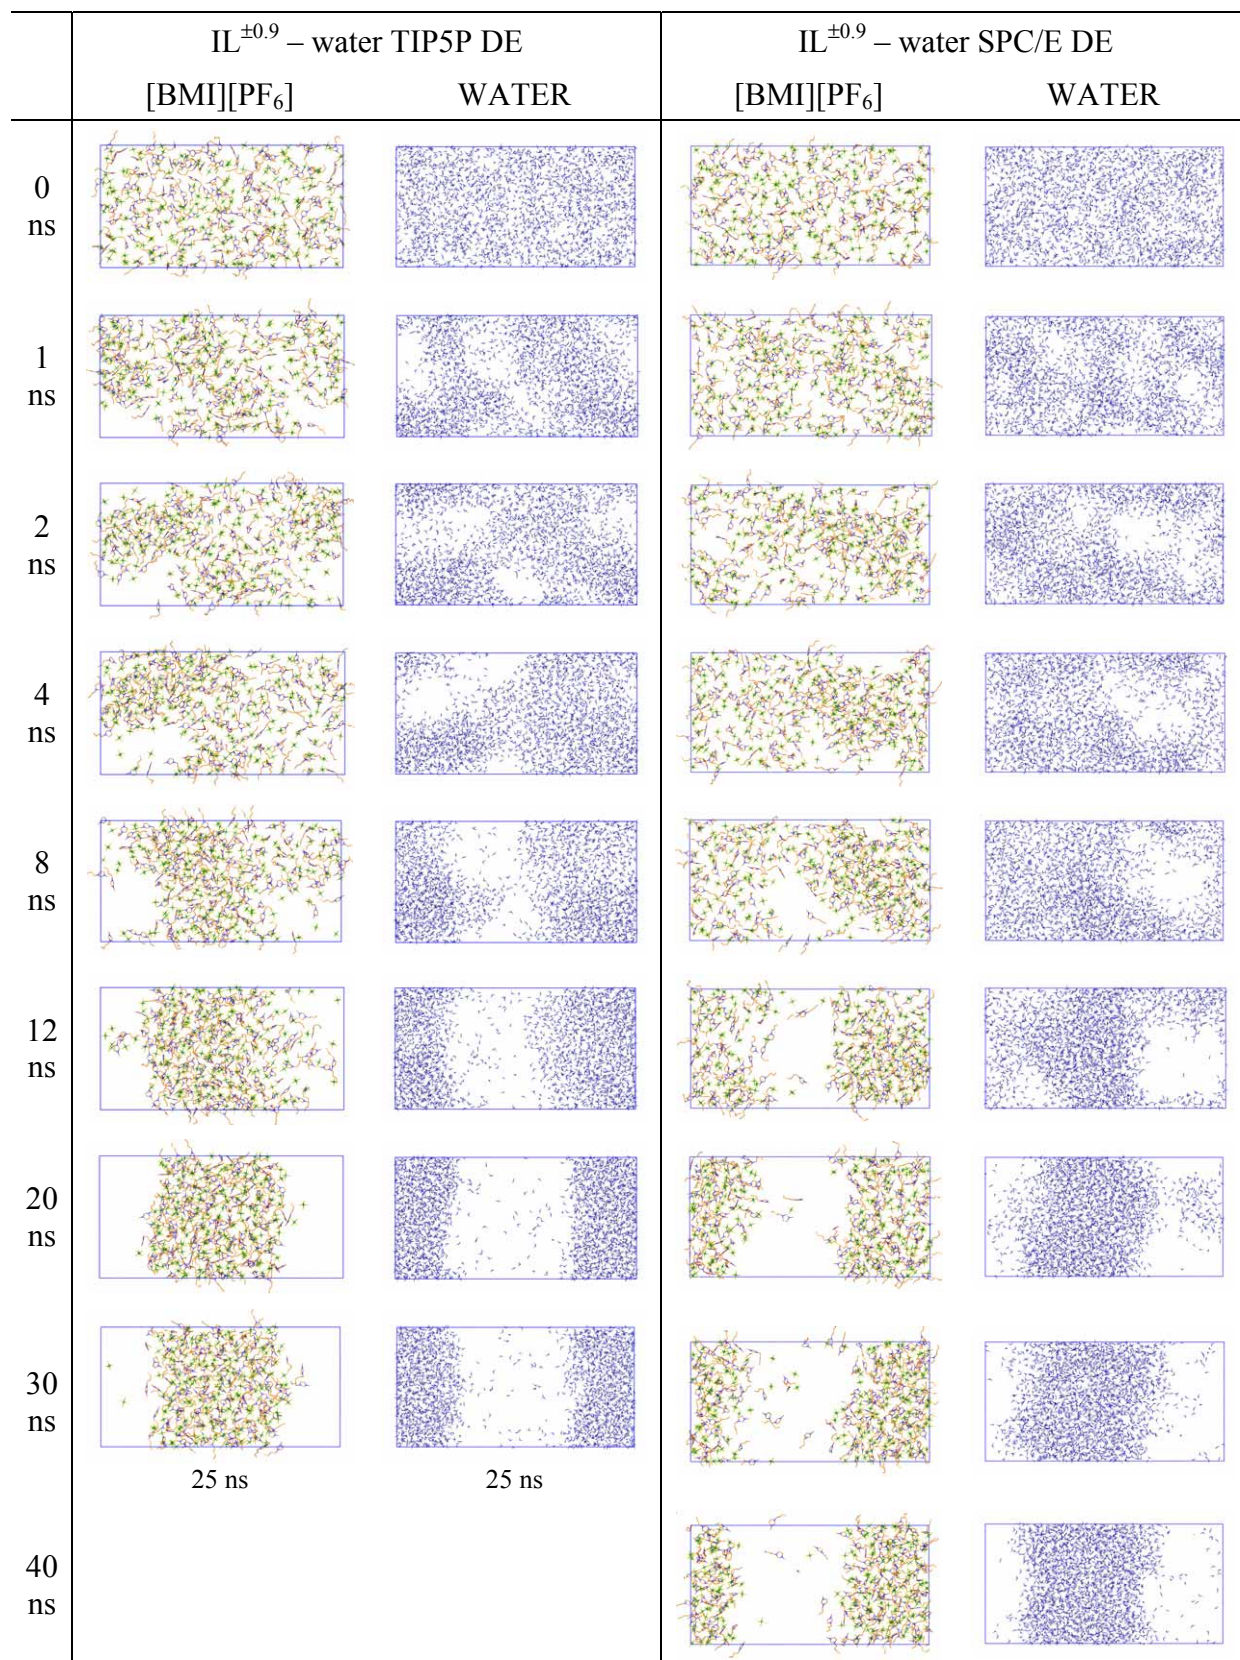 IL±0.9 – water TIP5P DE IL±0.9 – water SPC/E DE
[BMI][PF6] WATER [BMI][PF6] WATER
0
ns
1
ns
2
ns
4
ns
8
ns
12
ns
20
ns
30
ns
25 ns 25 ns
40
ns